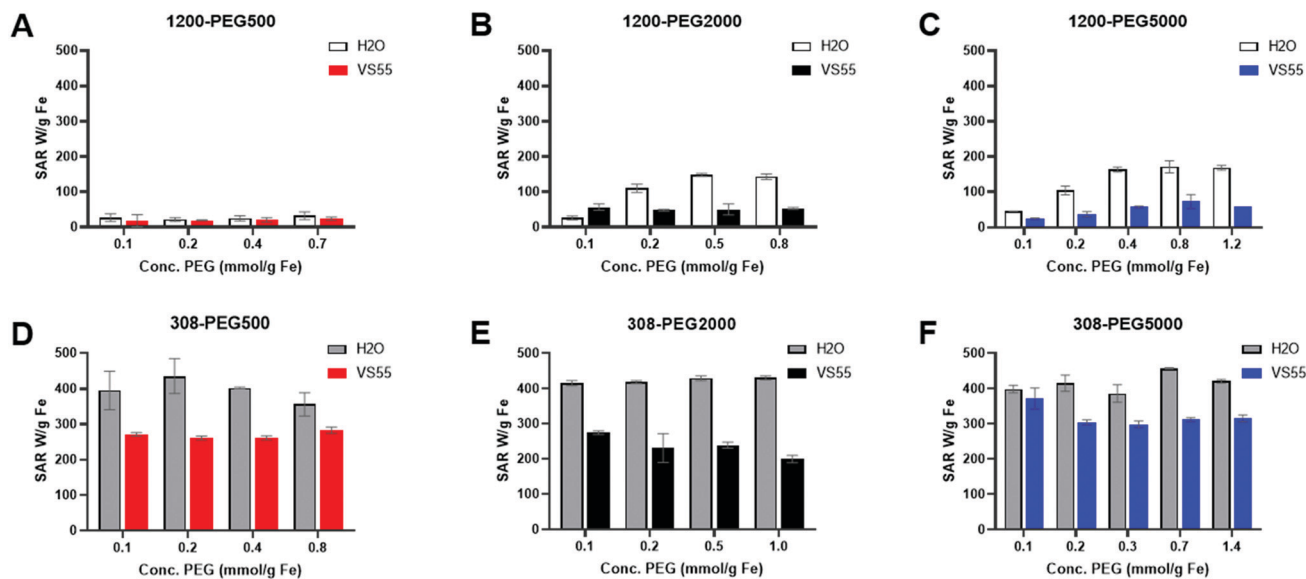 A
1200-PEG500
H2O
VS55
500
400
300
200
100
0
SAR W/g Fe
0.1 0.2 0.4 0.7
Conc. PEG (mmol/g Fe)
B
1200-PEG2000
H2O
VS55
500
400
300
200
100
0
SAR W/g Fe
0.1 0.2 0.5 0.8
Conc. PEG (mmol/g Fe)
C
1200-PEG5000
H2O
VS55
500
400
300
200
100
0
SAR W/g Fe
0.1 0.2 0.4 0.8 1.2
Conc. PEG (mmol/g Fe)
D
308-PEG500
H2O
VS55
500
400
300
200
100
0
SAR W/g Fe
0.1 0.2 0.4 0.8
Conc. PEG (mmol/g Fe)
E
308-PEG2000
H2O
VS55
500
400
300
200
100
0
SAR W/g Fe
0.1 0.2 0.5 1.0
Conc. PEG (mmol/g Fe)
F
308-PEG5000
H2O
VS55
500
400
300
200
100
0
SAR W/g Fe
0.1 0.2 0.3 0.7 1.4
Conc. PEG (mmol/g Fe)